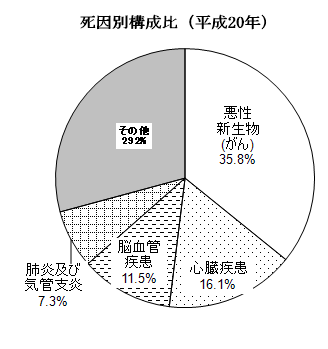 死因別構成比（平成20年）
悪性
新生物
(がん)
35.8%
心臓疾患
16.1%
脳血管
疾患
11.5%
肺炎及び
気管支炎
7.3%
その他
292%